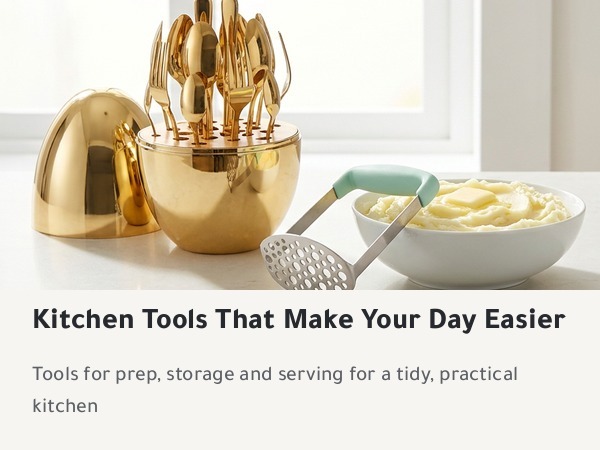 Kitchen Tools That Make Your Day Easier
Tools for prep, storage and serving for a tidy, practical
kitchen